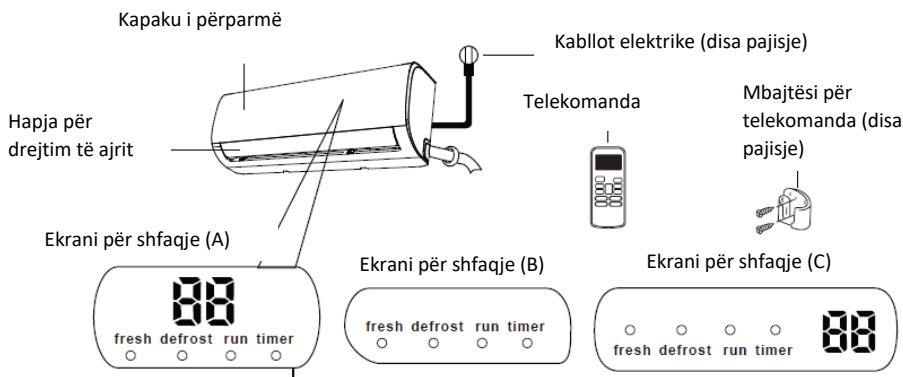 Kapaku i përparmë
Kabllot elektrike (disa pajisje)
Telekomanda
Mbajtësi për
telekomanda (disa
pajisje)
Hapja për
drejtim të ajrit
Ekrani për shfaqje (A)
88
fresh defrost run timer
Ekrani për shfaqje (B)
fresh defrost run timer
Ekrani për shfaqje (C)
88
fresh defrost run timer